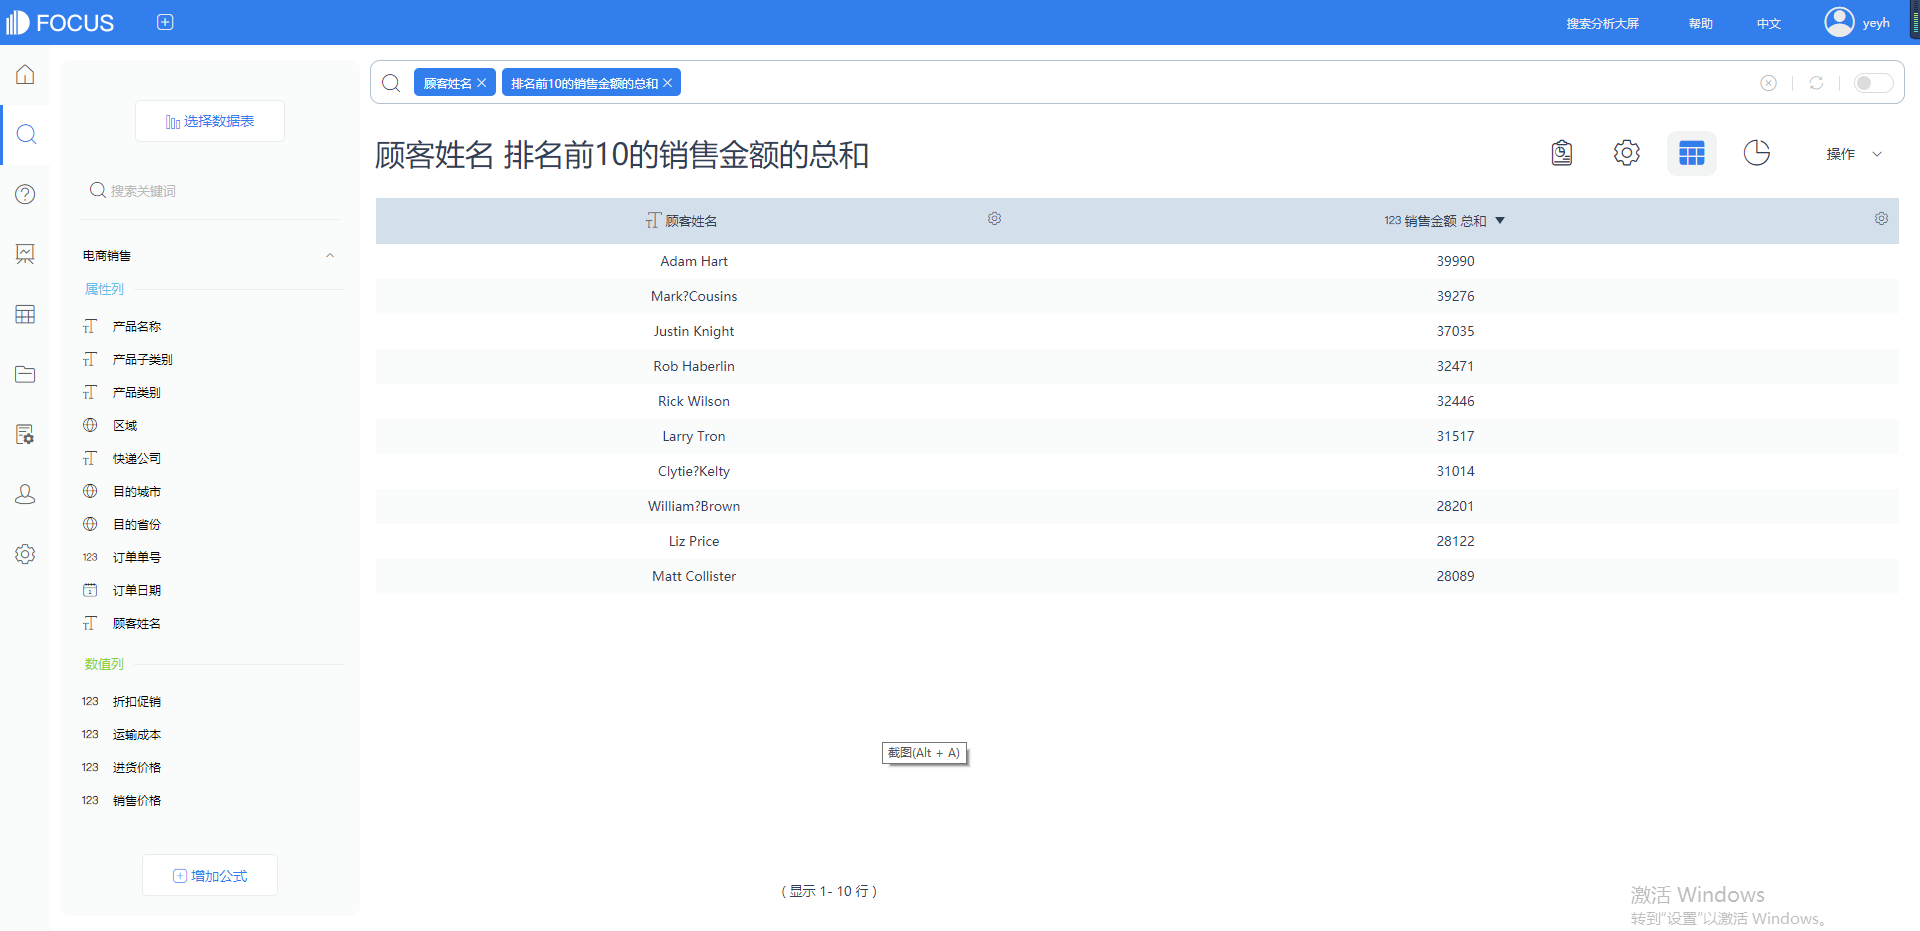 FOCUS
搜索分析大屏 帮助 中文 yeyh
顾客姓名 排名前10的销售金额的总和
选择数据表
顾客姓名 排名前10的销售金额的总和
操作
搜索关键词
顾客姓名 123 销售金额 总和
电商销售
属性列
产品名称
产品子类别
产品类别
区域
快递公司
目的城市
目的省份
123 订单单号
订单日期
顾客姓名
数值列
123 折扣促销
123 运输成本
123 进货价格
123 销售价格
增加公式
Adam Hart 39990
Mark?Cousins 39276
Justin Knight 37035
Rob Haberlin 32471
Rick Wilson 32446
Larry Tron 31517
Clytie?Kelty 31014
William?Brown 28201
Liz Price 28122
Matt Collister 28089
截图(Alt + A)
( 显示 1- 10 行 )
激活 Windows
转到“设置”以激活 Windows。